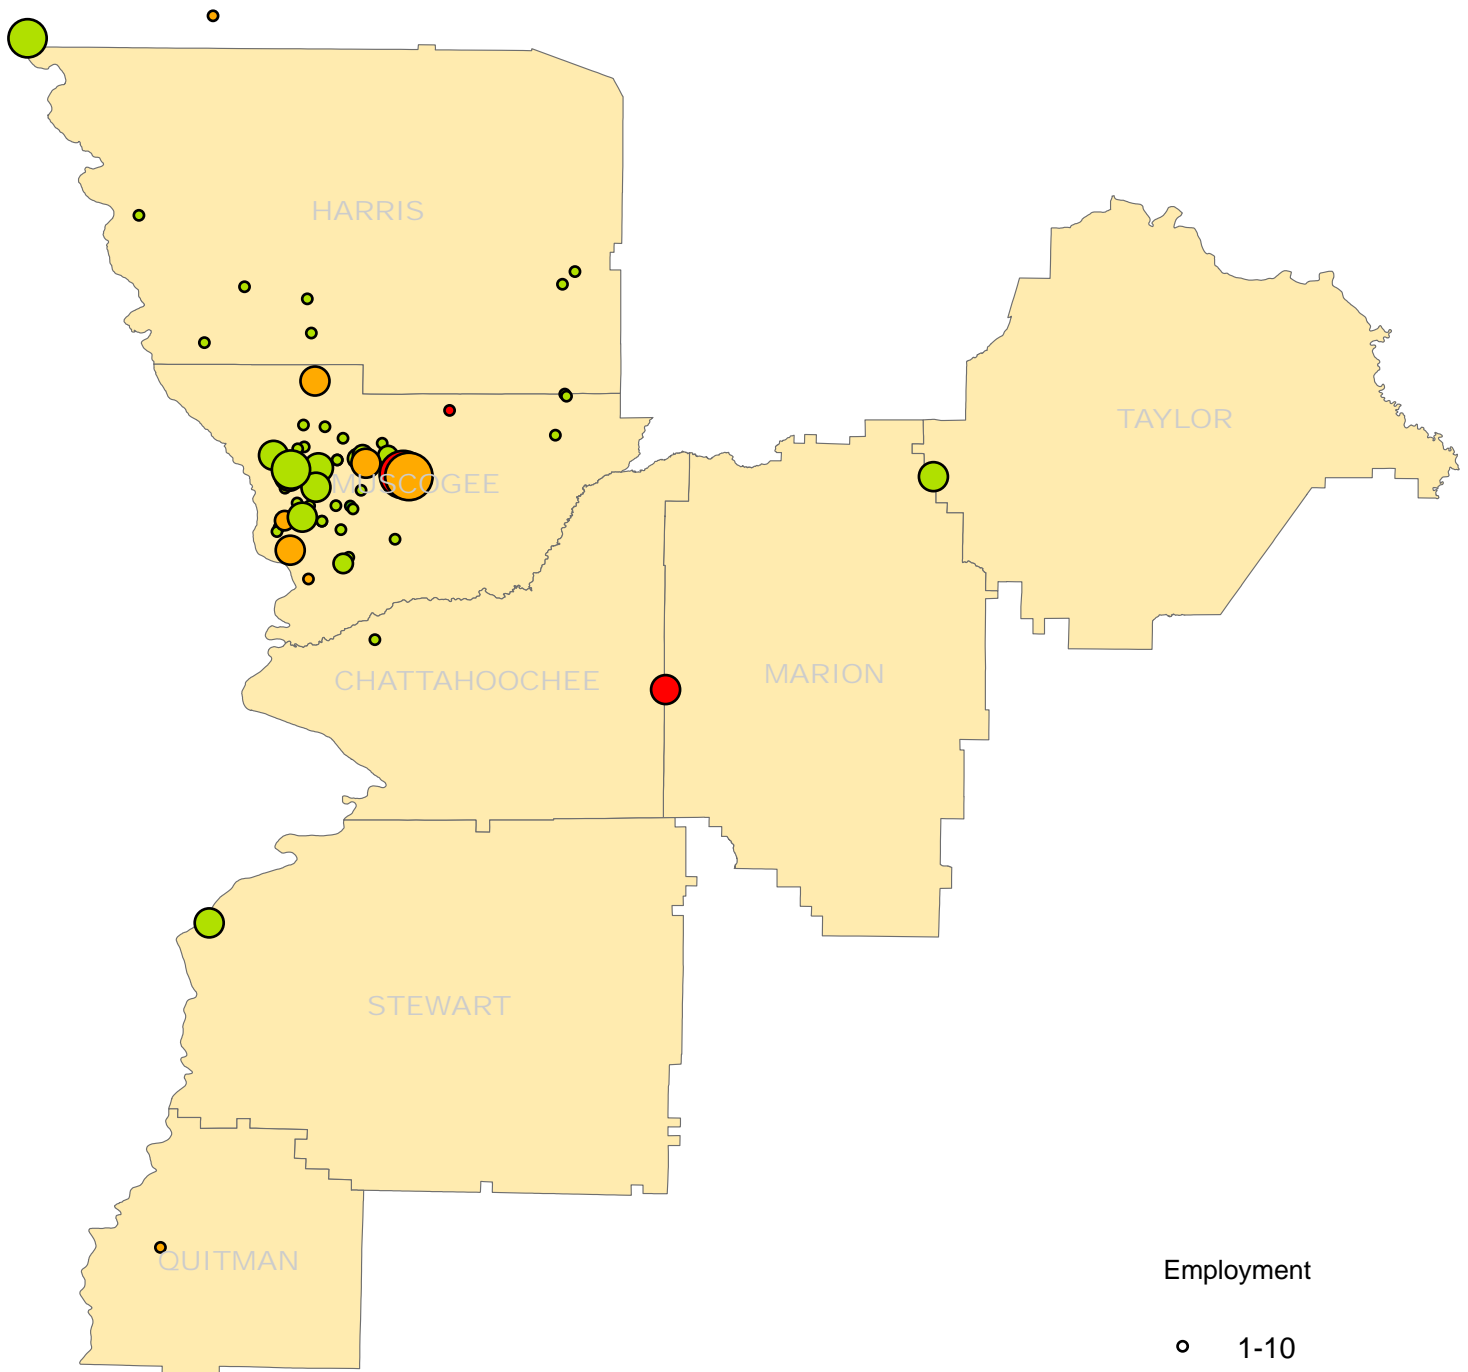 HARRIS
TAYLOR
MUSCOGEE
MARION
CHATTAHOOCHEE
STEWART
QUITMAN
Employment
1-10